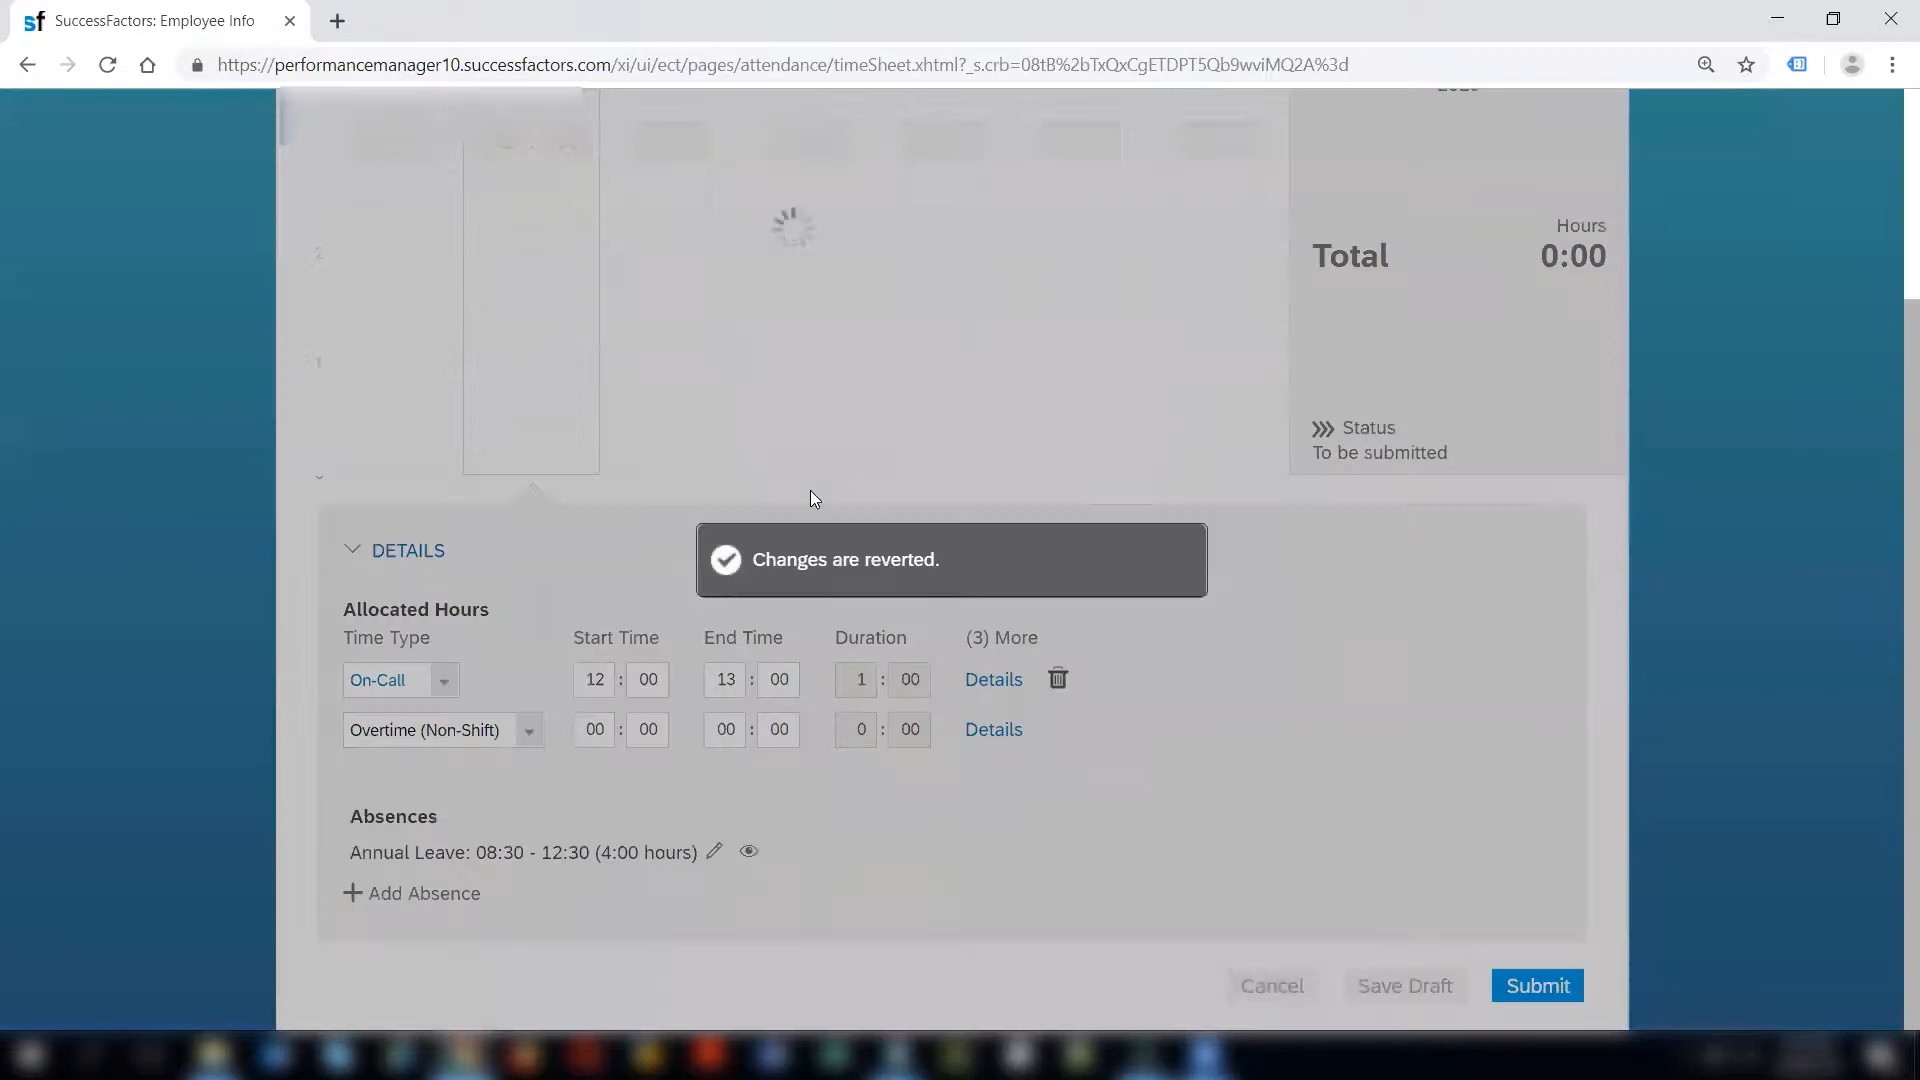 sf SuccessFactors: Employee Info
https://performancemanager10.successfactors.com/xi/ui/ect/pages/attendance/timeSheet.xhtml?_s.crb=08tB%2bTxQxCgETDPT5Qb9wviMQ2A%3d
Hours
Total 0:00
2
1
Status
To be submitted
DETAILS
Changes are reverted.
Allocated Hours
Time Type Start Time End Time Duration (3) More
On-Call 12 : 00 13 : 00 1 : 00 Details
Overtime (Non-Shift) 00 : 00 00 : 00 0 : 00 Details
Absences
Annual Leave: 08:30 - 12:30 (4:00 hours)
Add Absence
Cancel Save Draft Submit